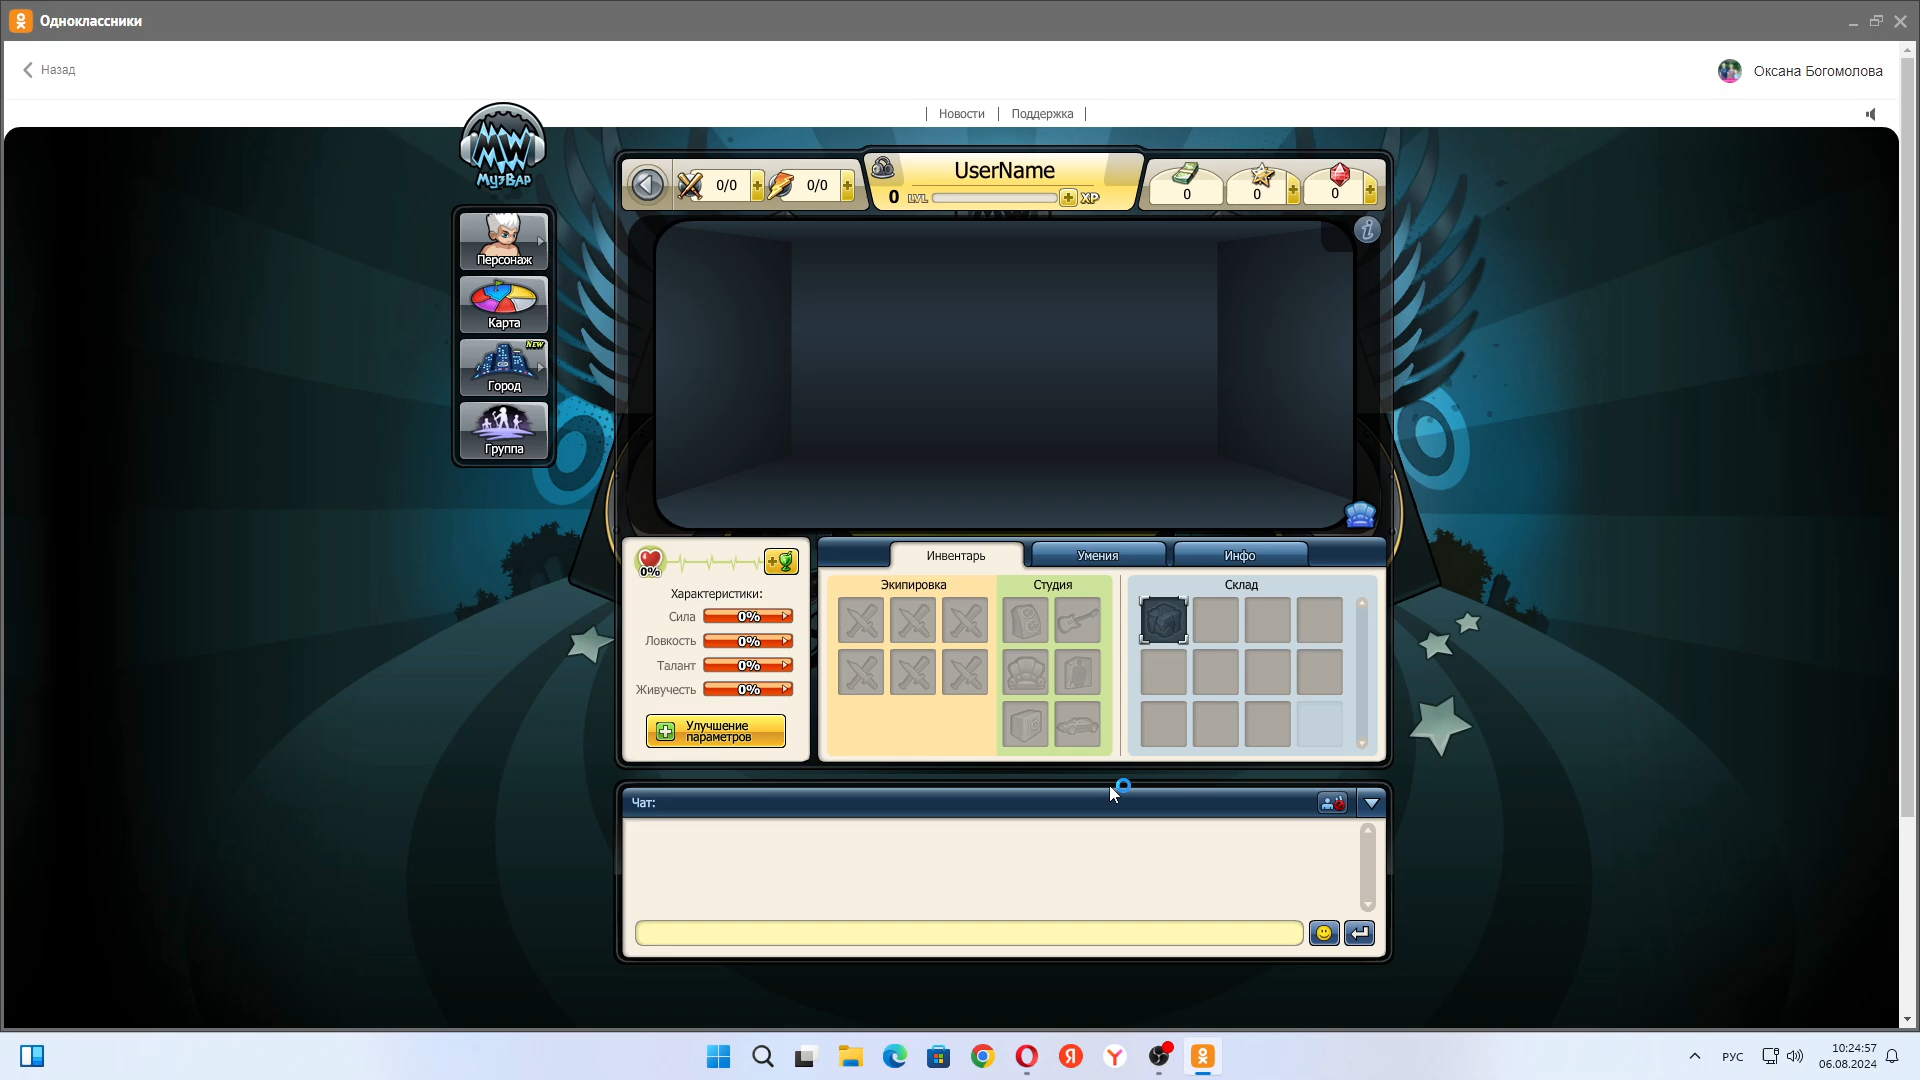 Одноклассники
Назад
Оксана Богомолова
Новости
Поддержка
MW
МузВар
0/0
0/0
UserName
0 LVL
XP
0
0
0
Персонаж
Карта
NEW
Город
Группа
0%
Характеристики:
Сила 0%
Ловкость 0%
Талант 0%
Живучесть 0%
Улучшение
параметров
Инвентарь
Умения
Инфо
Экипировка
Студия
Склад
Чат:
РУС
10:24:57
06.08.2024